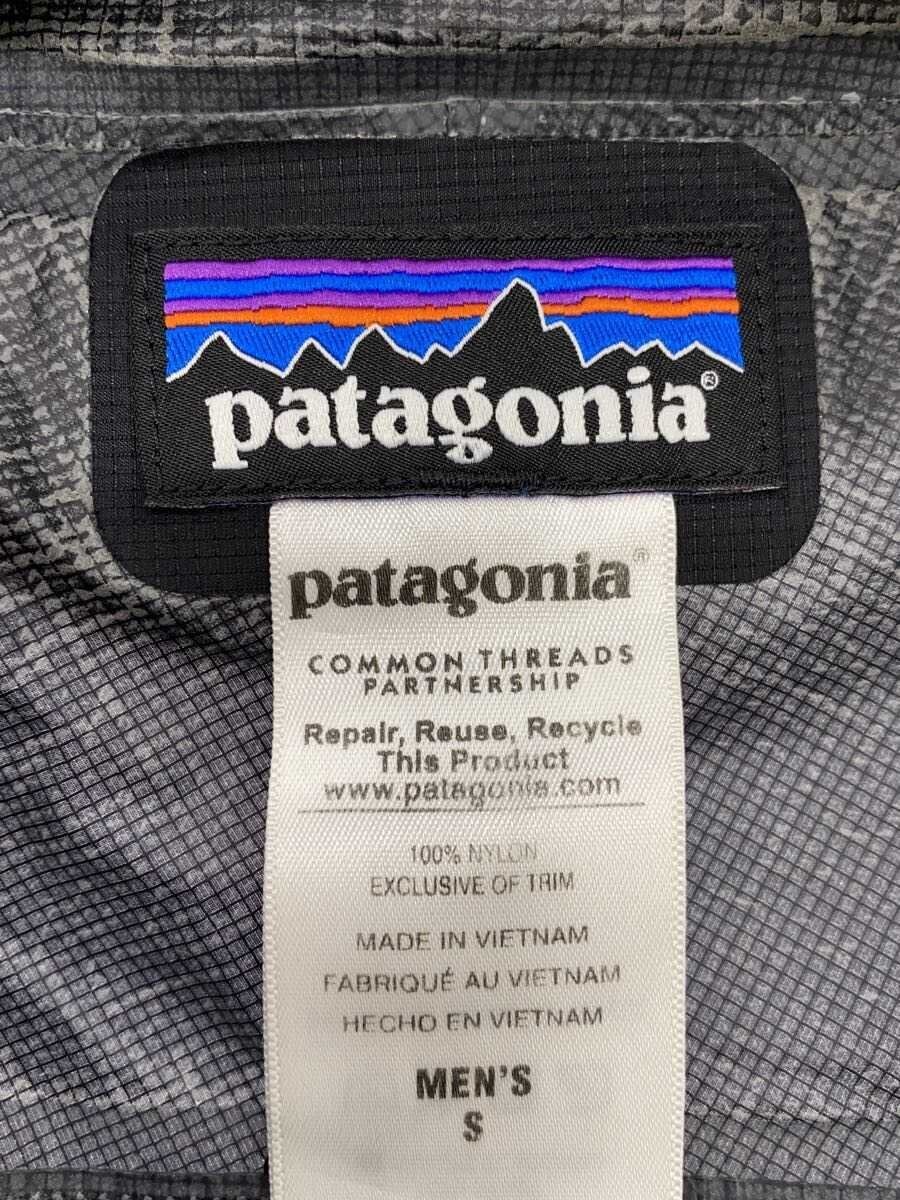 patagonia®
patagonia®
COMMON THREADS
PARTNERSHIP
Repair, Reuse, Recycle
This Product
www.patagonia.com
100% NYLON
EXCLUSIVE OF TRIM
MADE IN VIETNAM
FABRIQUÉ AU VIETNAM
HECHO EN VIETNAM
MEN'S
S